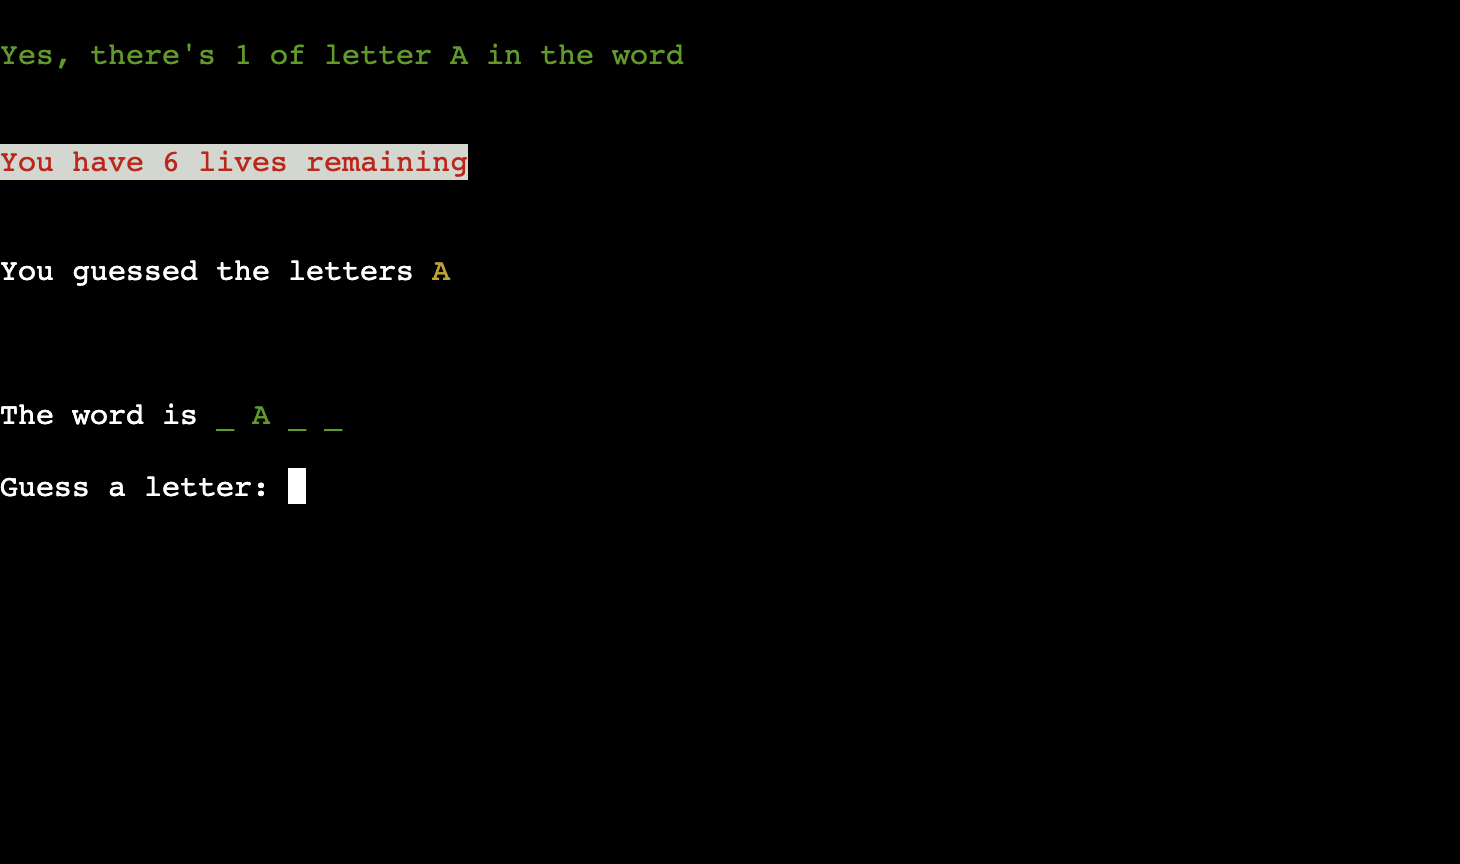 Yes, there's 1 of letter A in the word
You have 6 lives remaining
You guessed the letters A
The word is _ A _ _
Guess a letter: